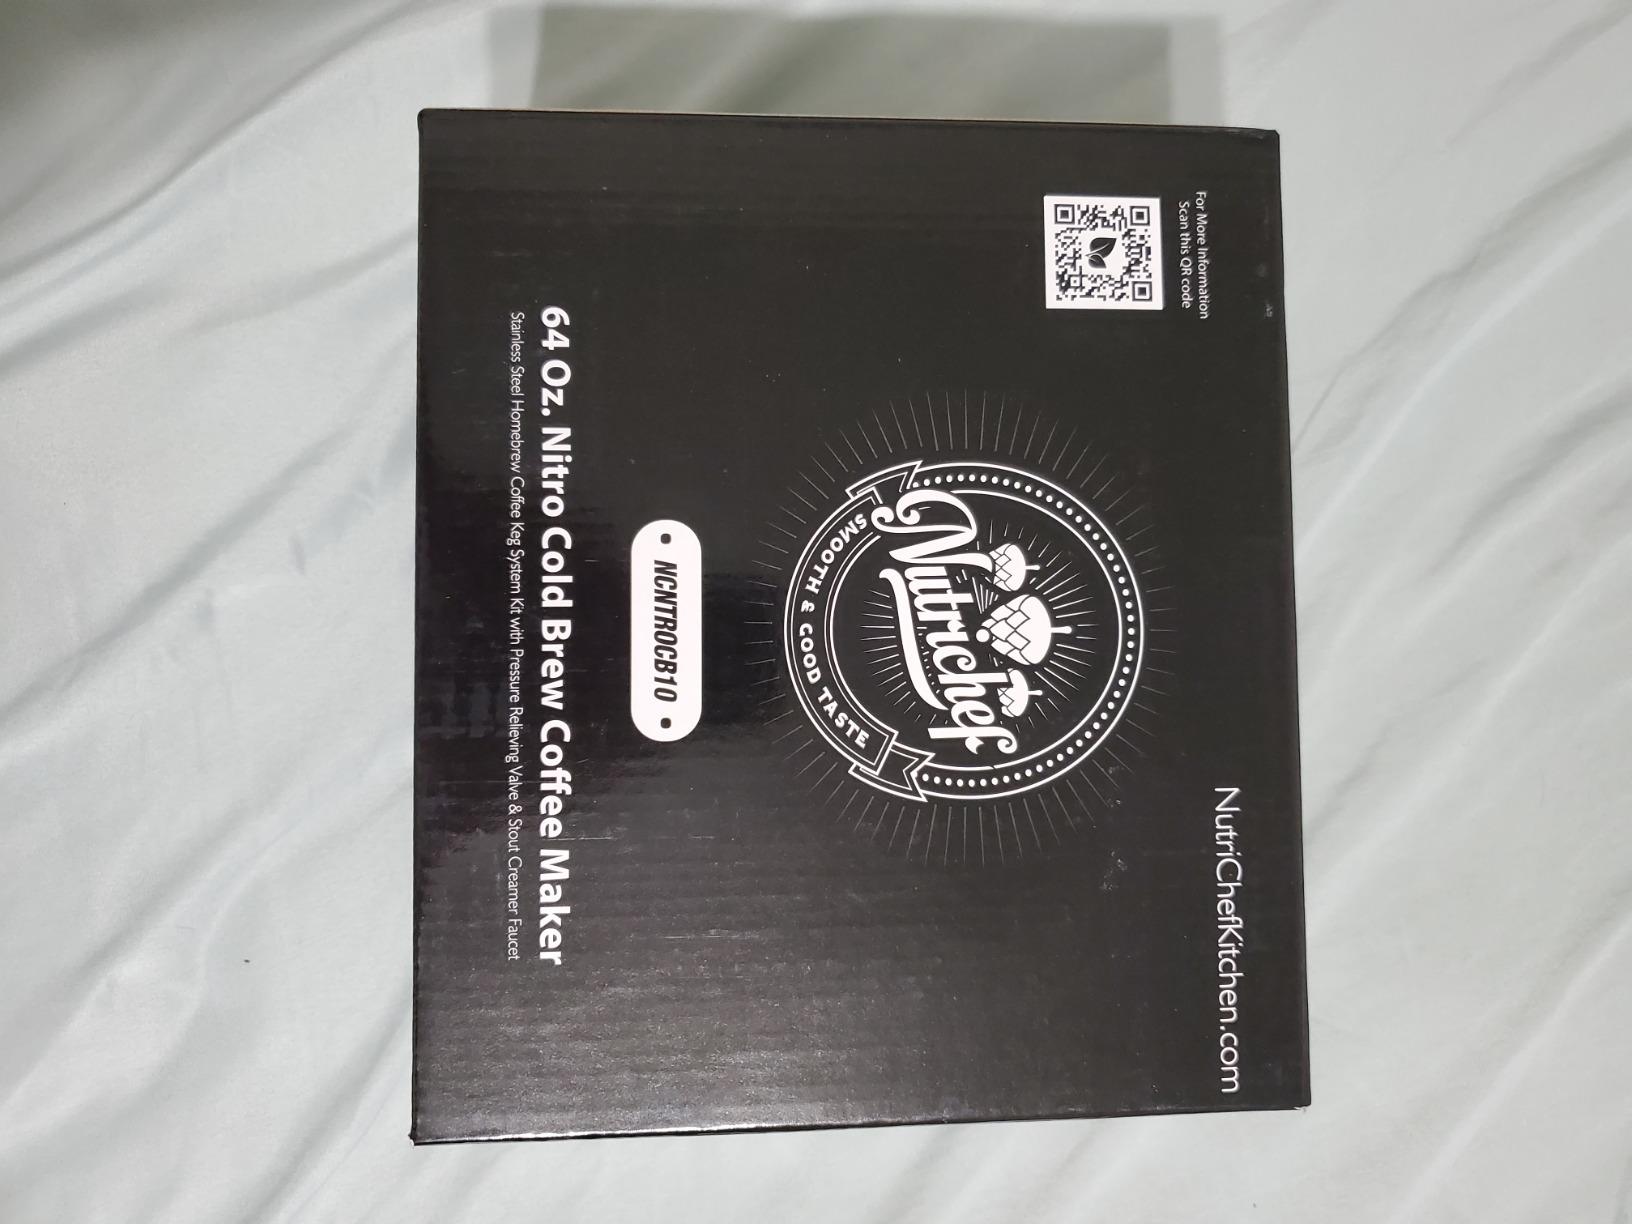 For More Information
Scan this QR code
NutriChefKitchen.com
Nutrichef
SMOOTH & GOOD TASTE
NCNTROCB10
64 Oz. Nitro Cold Brew Coffee Maker
Stainless Steel Homebrew Coffee Keg System Kit with Pressure Relieving Valve & Stout Creamer Faucet